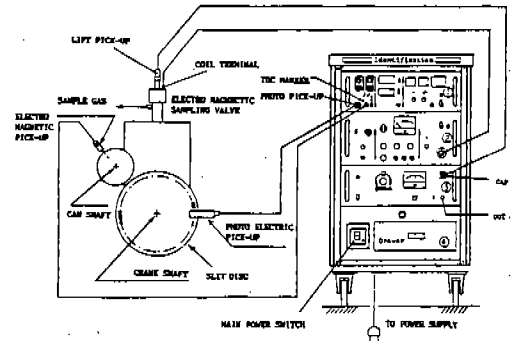 LIFT PICK-UP
COIL TERMINAL
SAMPLE GAS
ELECTRO MAGNETIC
SAMPLING VALVE
ELECTRO
MAGNETIC
PICK-UP
CAM SHAFT
CRANK SHAFT
SLIT DISC
PHOTO ELECTRIC
PICK-UP
Identification
TDC MARKER
PHOTO PICK-UP
CAP
OUT
Drawer
MAIN POWER SWITCH
TO POWER SUPPLY